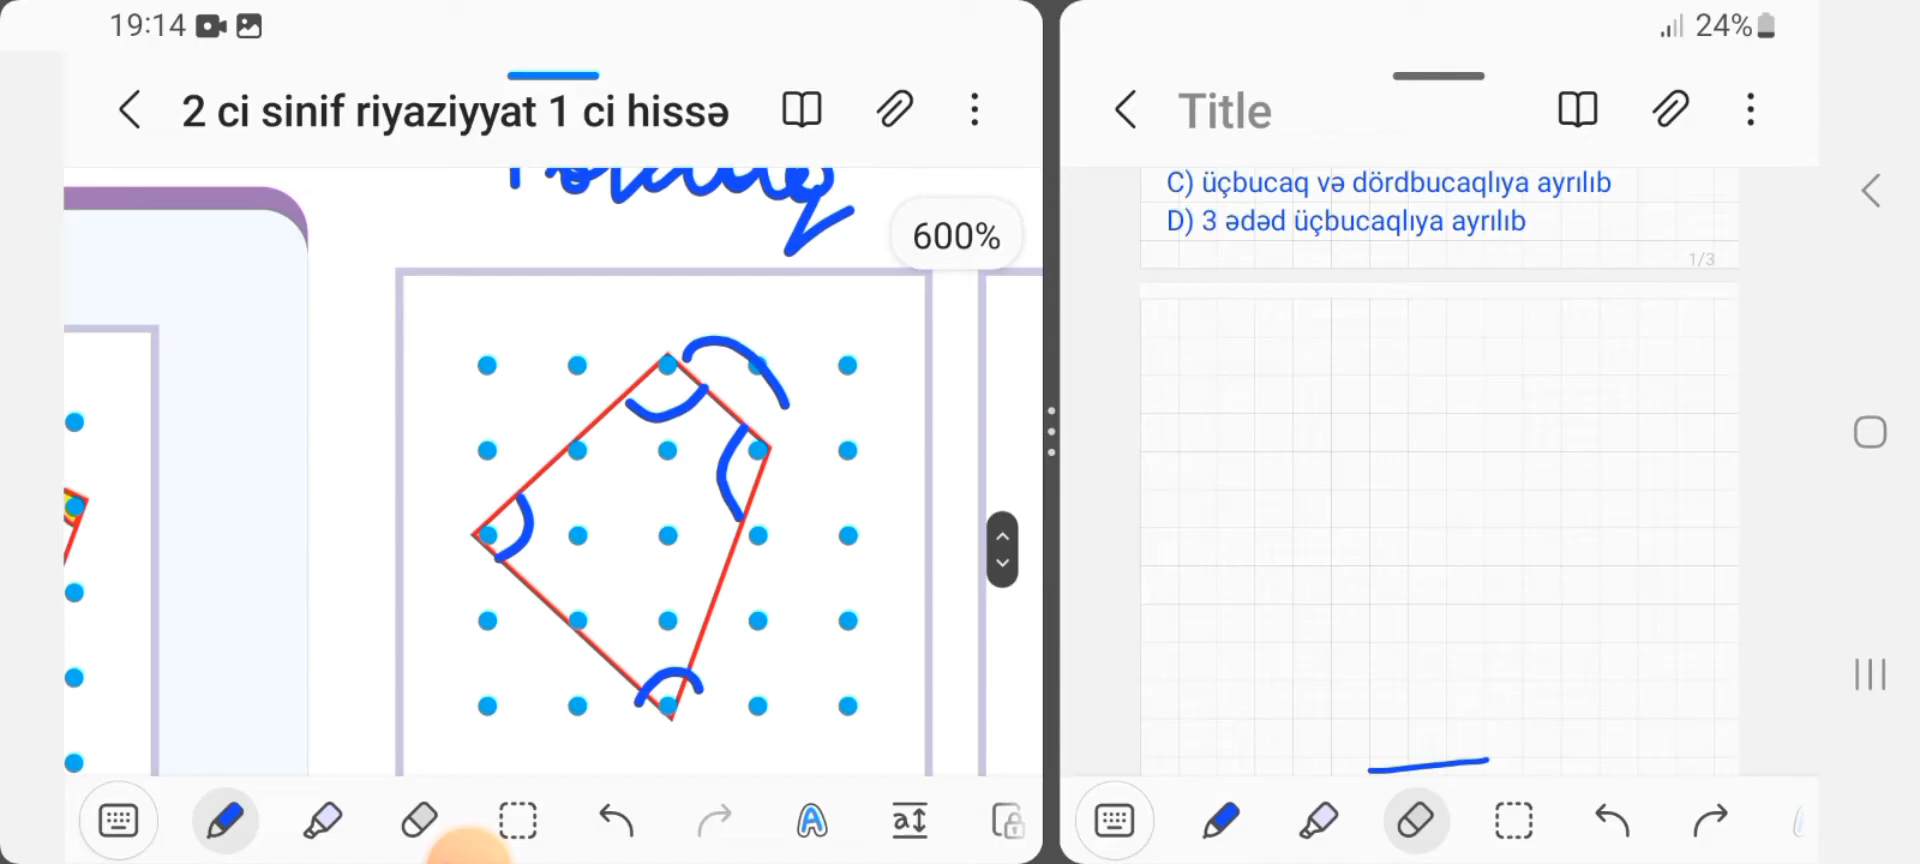 19:14
24%
2 ci sinif riyaziyyat 1 ci hissə
Title
600%
C) üçbucaq və dördbucaqlıya ayrılıb
D) 3 ədəd üçbucaqlıya ayrılıb
1/3